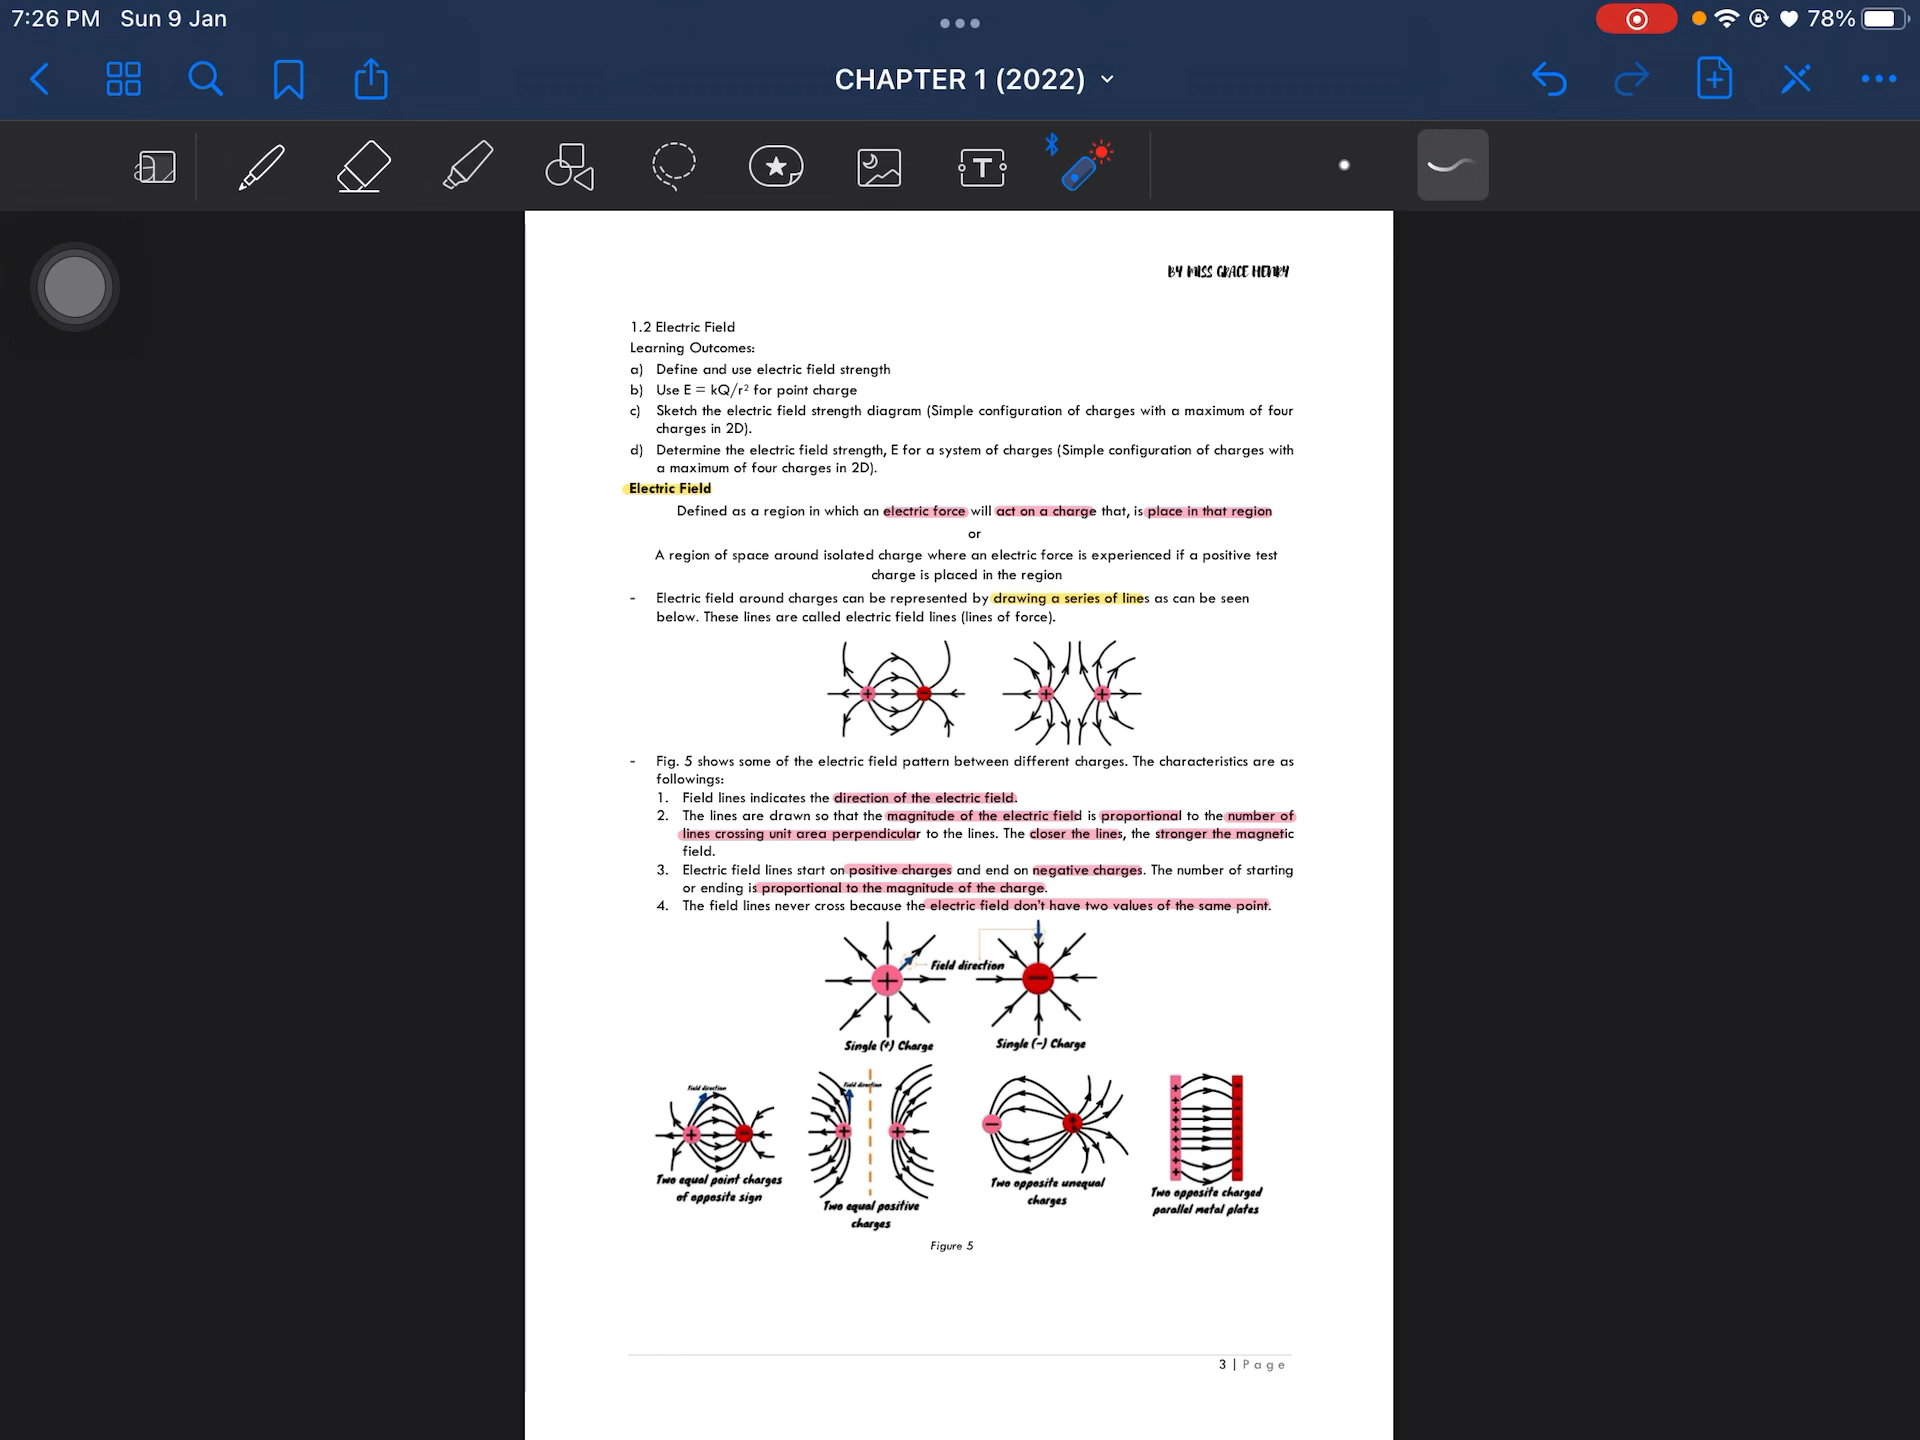 7:26 PM Sun 9 Jan
78%
CHAPTER 1 (2022)
T
BY MISS GRACE HENRY
1.2 Electric Field
Learning Outcomes:
a) Define and use electric field strength
b) Use E = kQ/r² for point charge
c) Sketch the electric field strength diagram (Simple configuration of charges with a maximum of four
charges in 2D).
d) Determine the electric field strength, E for a system of charges (Simple configuration of charges with
a maximum of four charges in 2D).
Electric Field
Defined as a region in which an electric force will act on a charge that, is place in that region
or
A region of space around isolated charge where an electric force is experienced if a positive test
charge is placed in the region
- Electric field around charges can be represented by drawing a series of lines as can be seen
below. These lines are called electric field lines (lines of force).
- Fig. 5 shows some of the electric field pattern between different charges. The characteristics are as
followings:
1. Field lines indicates the direction of the electric field.
2. The lines are drawn so that the magnitude of the electric field is proportional to the number of
lines crossing unit area perpendicular to the lines. The closer the lines, the stronger the magnetic
field.
3. Electric field lines start on positive charges and end on negative charges. The number of starting
or ending is proportional to the magnitude of the charge.
4. The field lines never cross because the electric field don't have two values of the same point.
Field direction
Single (+) Charge
Single (-) Charge
Field direction
Field direction
Two equal point charges
of opposite sign
Two equal positive
charges
Two opposite unequal
charges
Two opposite charged
parallel metal plates
Figure 5
3 | Page